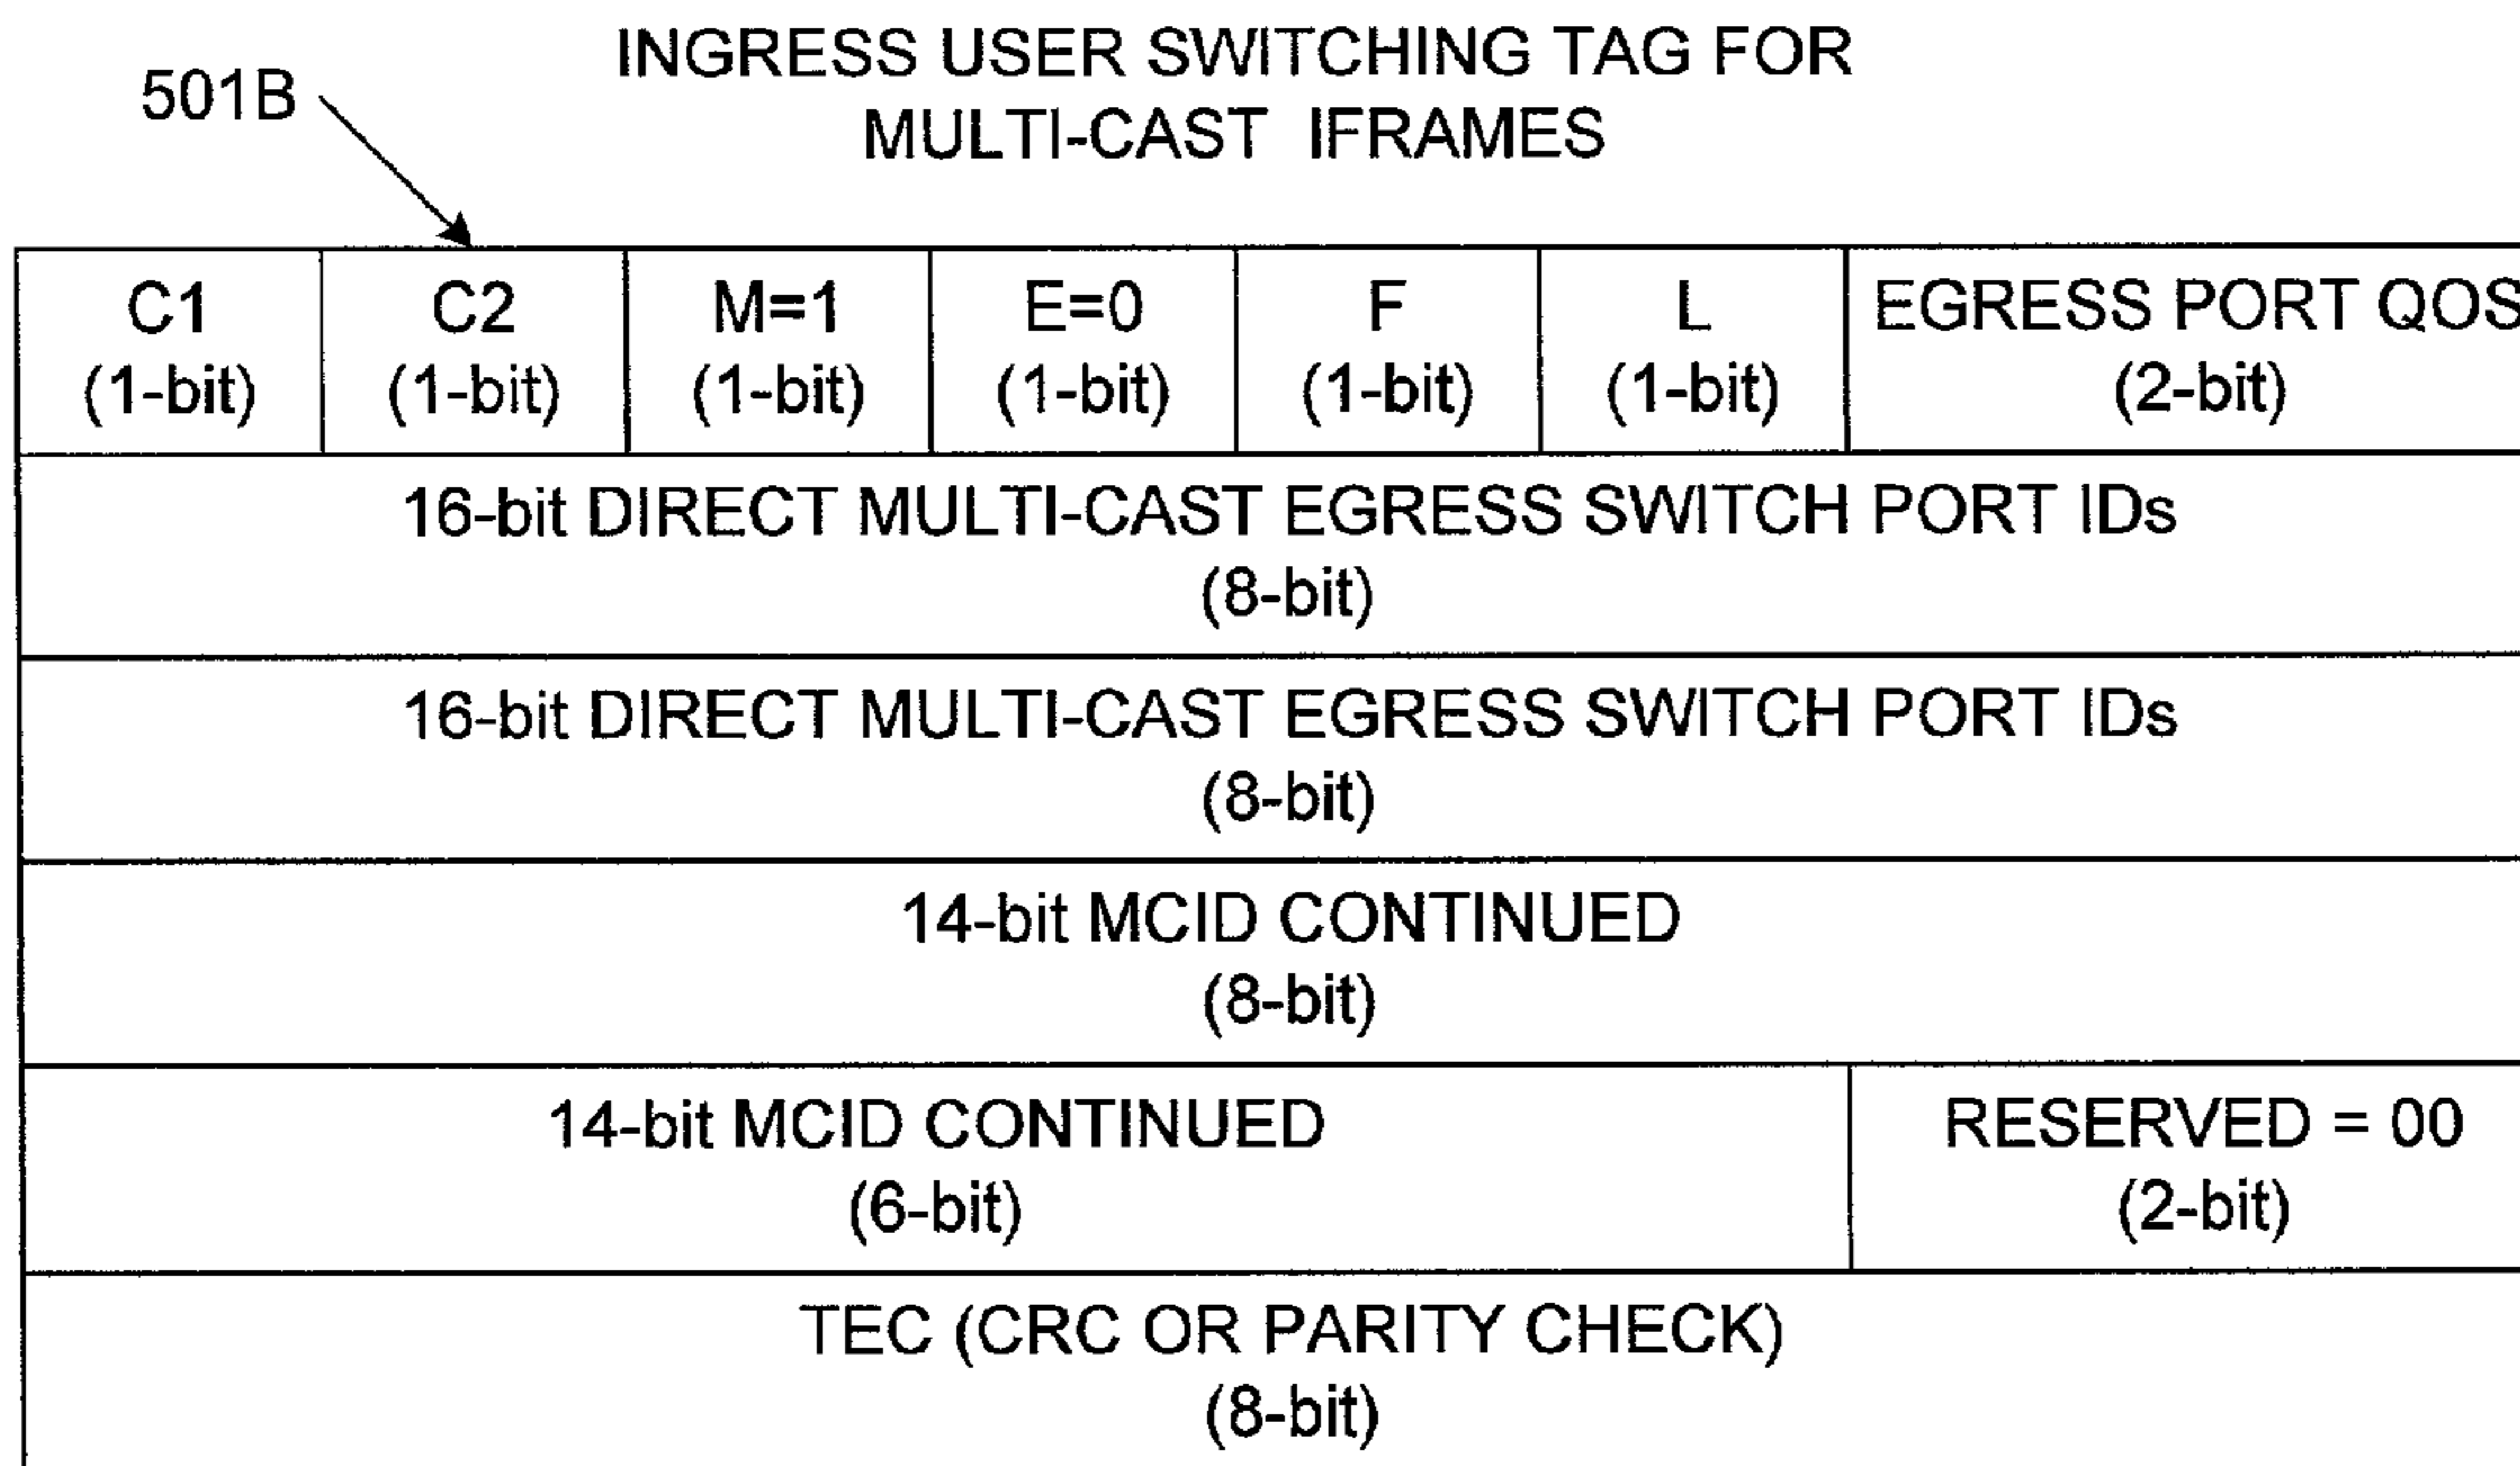 INGRESS USER SWITCHING TAG FOR
MULTI-CAST IFRAMES
501B
C1
(1-bit)
C2
(1-bit)
M=1
(1-bit)
E=0
(1-bit)
F
(1-bit)
L
(1-bit)
EGRESS PORT QOS
(2-bit)
16-bit DIRECT MULTI-CAST EGRESS SWITCH PORT IDs
(8-bit)
16-bit DIRECT MULTI-CAST EGRESS SWITCH PORT IDs
(8-bit)
14-bit MCID CONTINUED
(8-bit)
14-bit MCID CONTINUED
(6-bit)
RESERVED = 00
(2-bit)
TEC (CRC OR PARITY CHECK)
(8-bit)